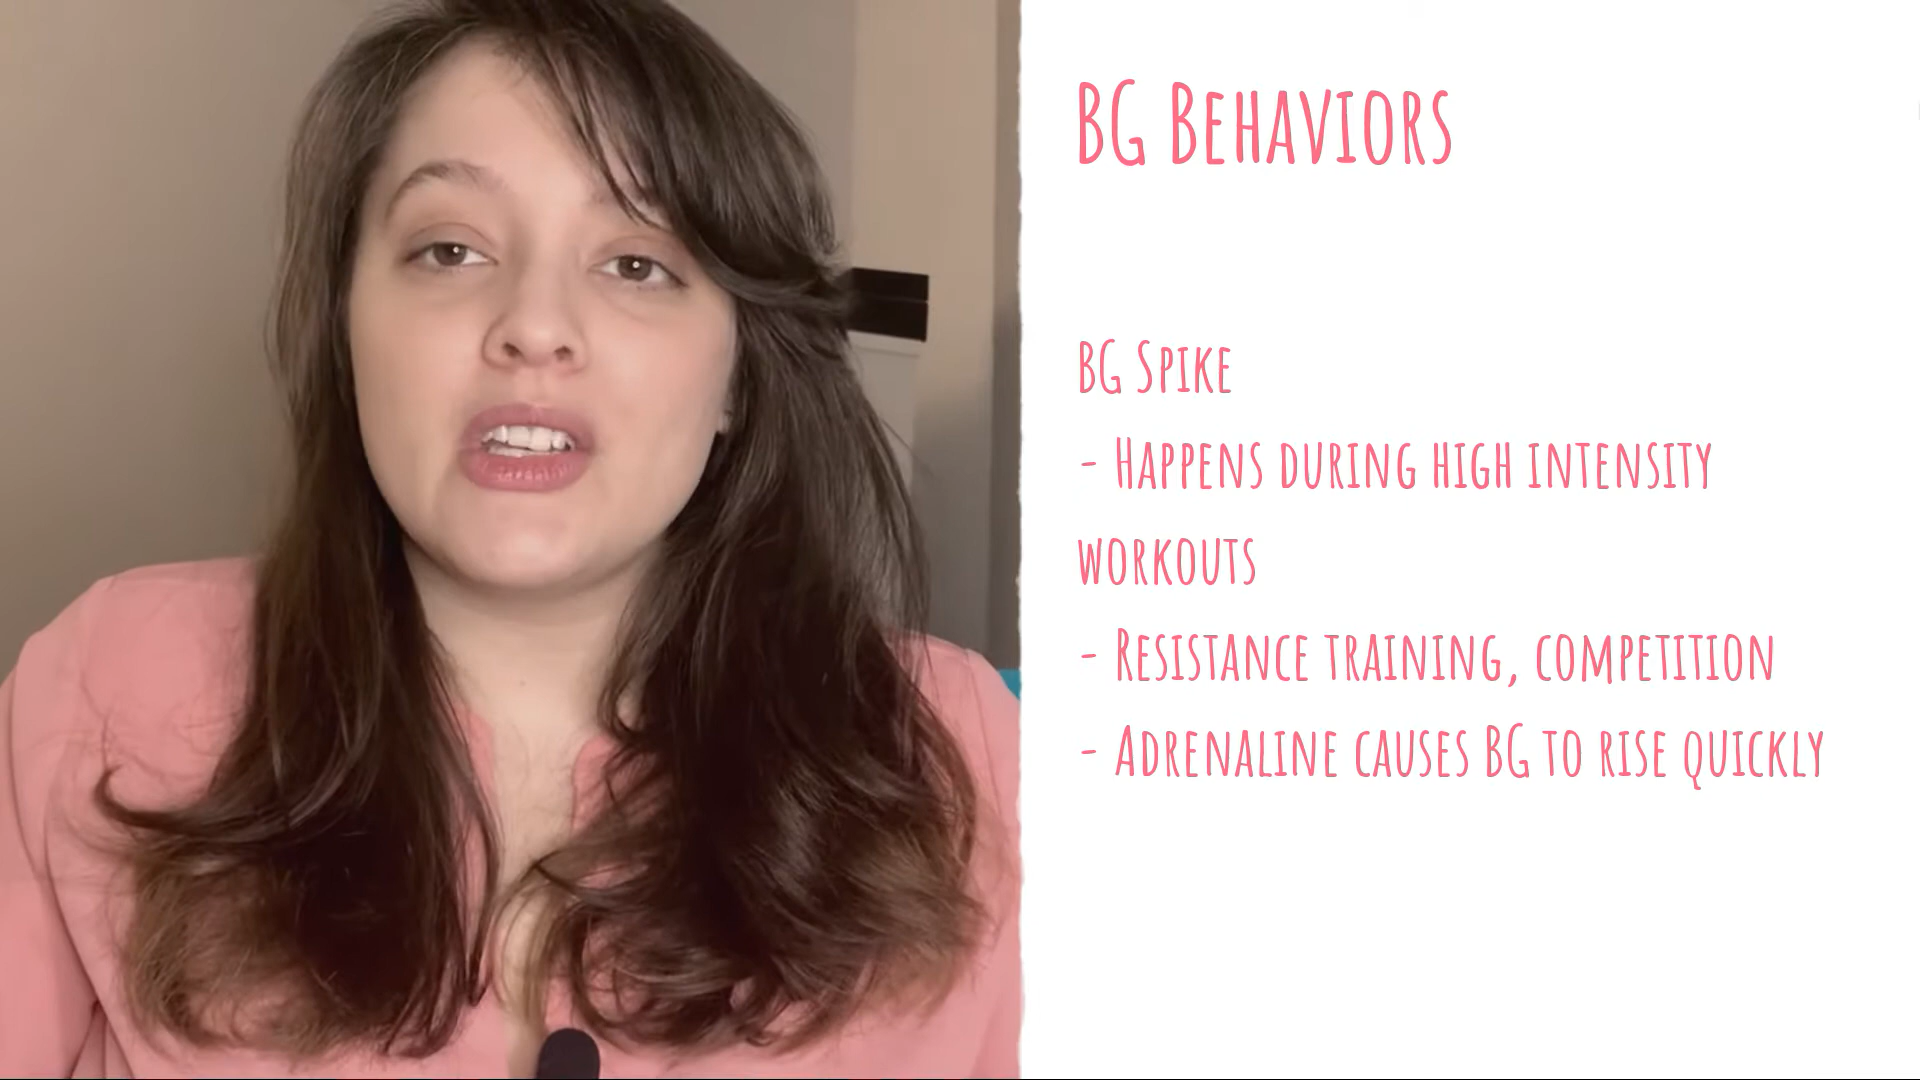 BG Behaviors
BG Spike
- Happens during high intensity
workouts
- Resistance training, competition
- Adrenaline causes BG to rise quickly